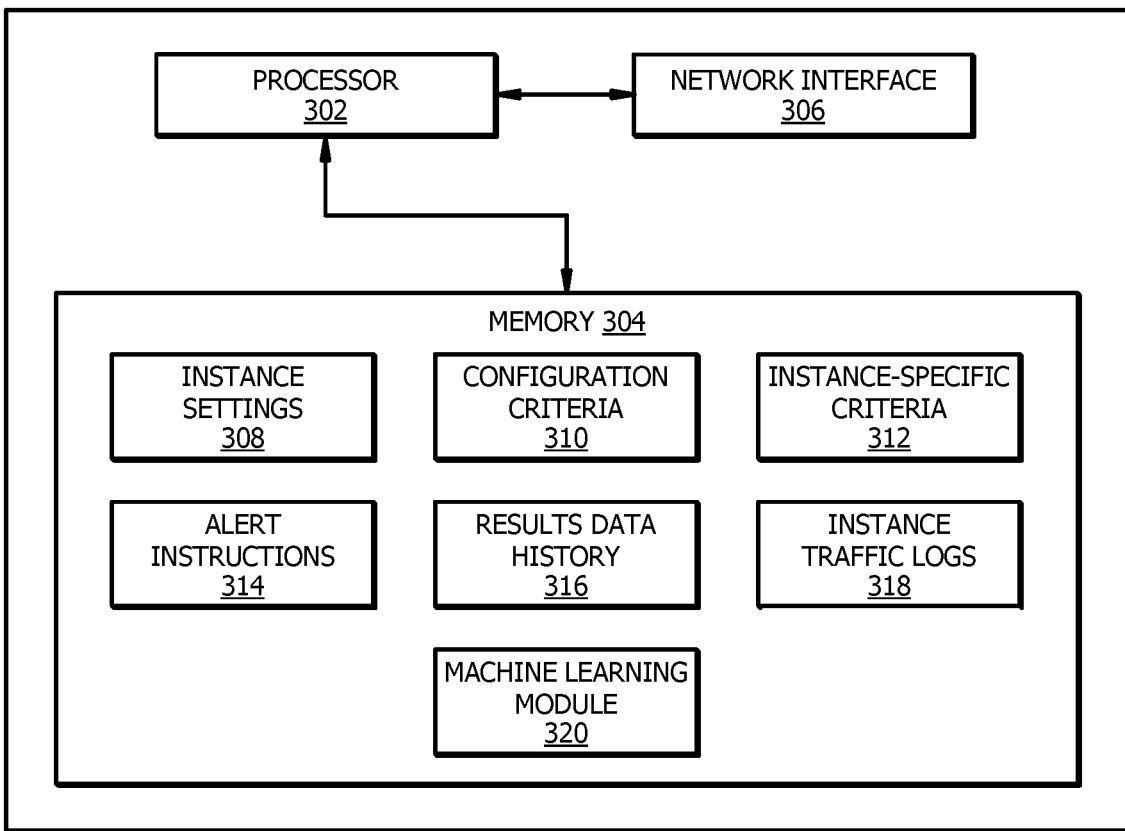 PROCESSOR
302
NETWORK INTERFACE
306
MEMORY 304
INSTANCE
SETTINGS
308
CONFIGURATION
CRITERIA
310
INSTANCE-SPECIFIC
CRITERIA
312
ALERT
INSTRUCTIONS
314
RESULTS DATA
HISTORY
316
INSTANCE
TRAFFIC LOGS
318
MACHINE LEARNING
MODULE
320